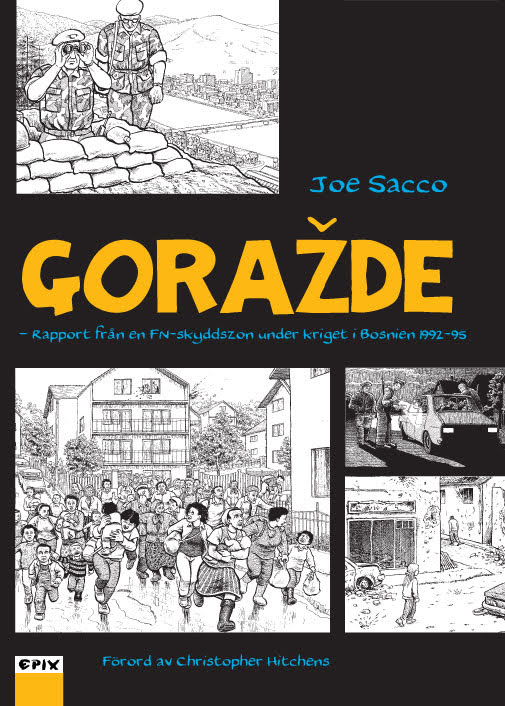 Joe Sacco
GORAŽDE
– Rapport från en FN-skyddszon under kriget i Bosnien 1992-95
EPIX
Förord av Christopher Hitchens